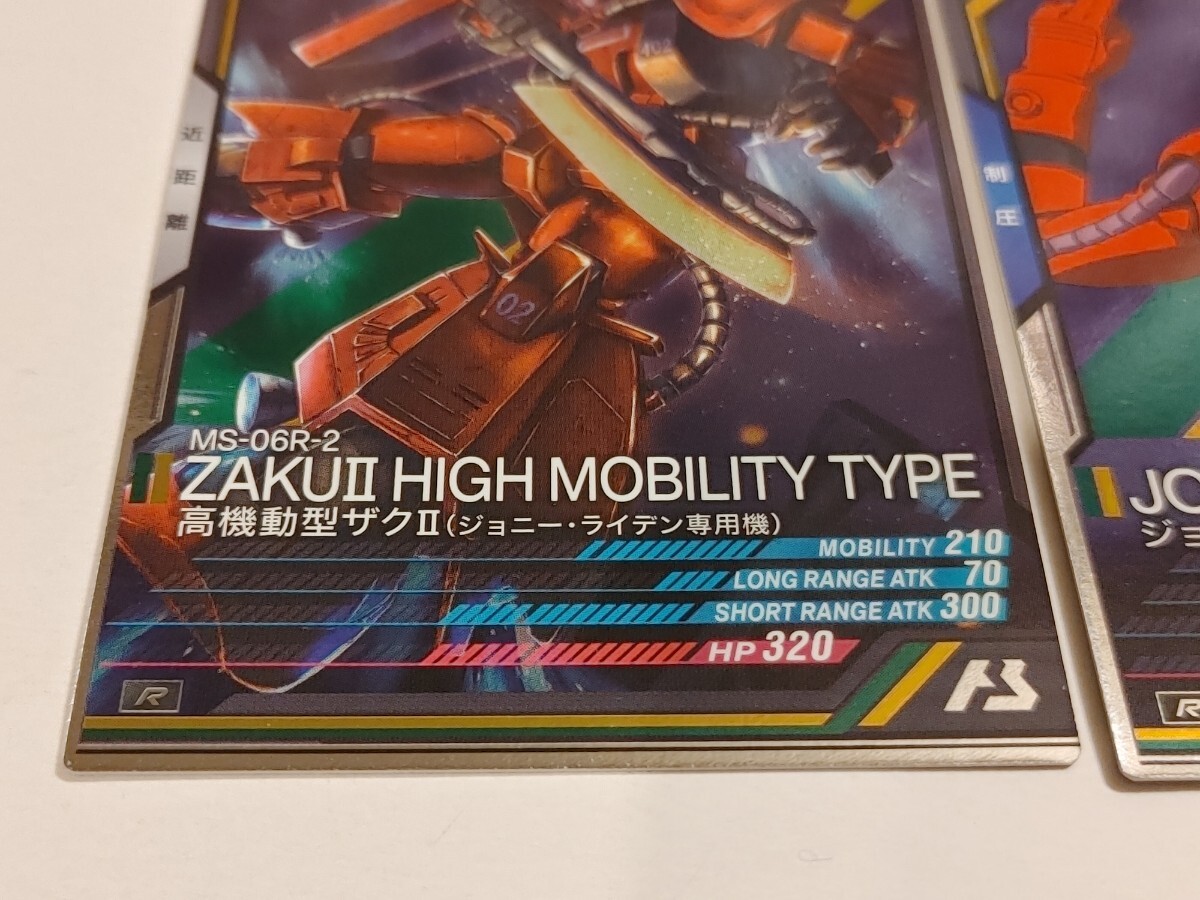 近距離
02
02
MS-06R-2
ZAKUⅡ HIGH MOBILITY TYPE
高機動型ザクⅡ(ジョニー・ライデン専用機)
MOBILITY 210
LONG RANGE ATK 70
SHORT RANGE ATK 300
HP 320
R
制圧
JO
ジョ
R